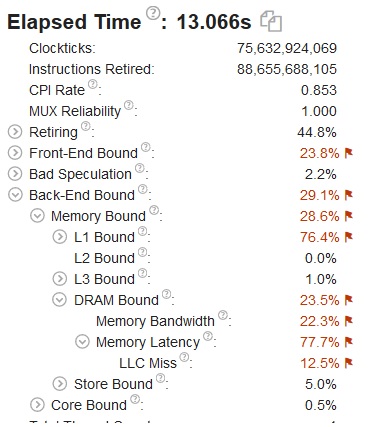 Elapsed Time ?: 13.066s
Clockticks: 75,632,924,069
Instructions Retired: 88,655,688,105
CPI Rate ?: 0.853
MUX Reliability ?: 1.000
Retiring ?: 44.8%
Front-End Bound ?: 23.8%
Bad Speculation ?: 2.2%
Back-End Bound ?: 29.1%
Memory Bound ?: 28.6%
L1 Bound ?: 76.4%
L2 Bound ?: 0.0%
L3 Bound ?: 1.0%
DRAM Bound ?: 23.5%
Memory Bandwidth ?: 22.3%
Memory Latency ?: 77.7%
LLC Miss ?: 12.5%
Store Bound ?: 5.0%
Core Bound ?: 0.5%